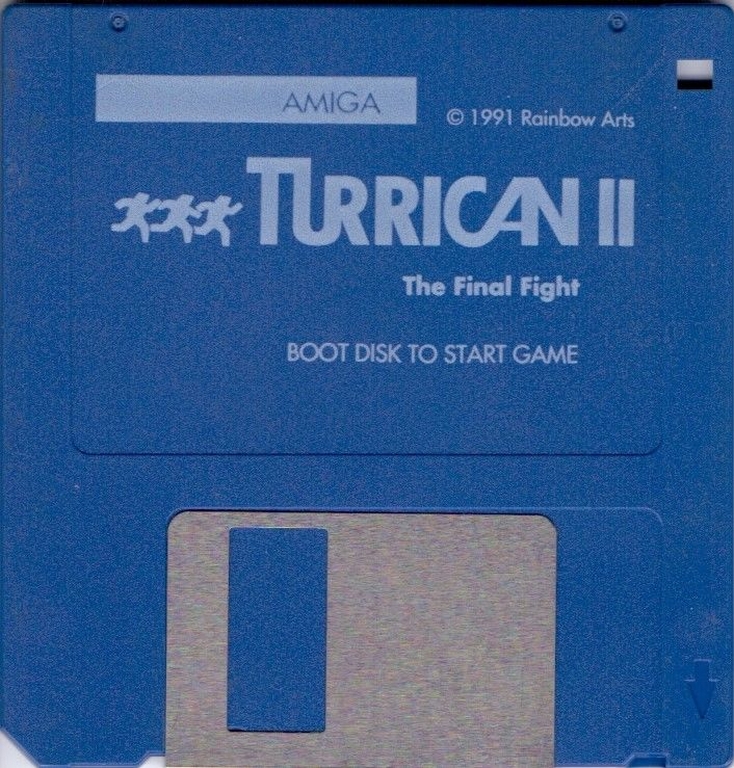 AMIGA
© 1991 Rainbow Arts
TURRICAN II
The Final Fight
BOOT DISK TO START GAME